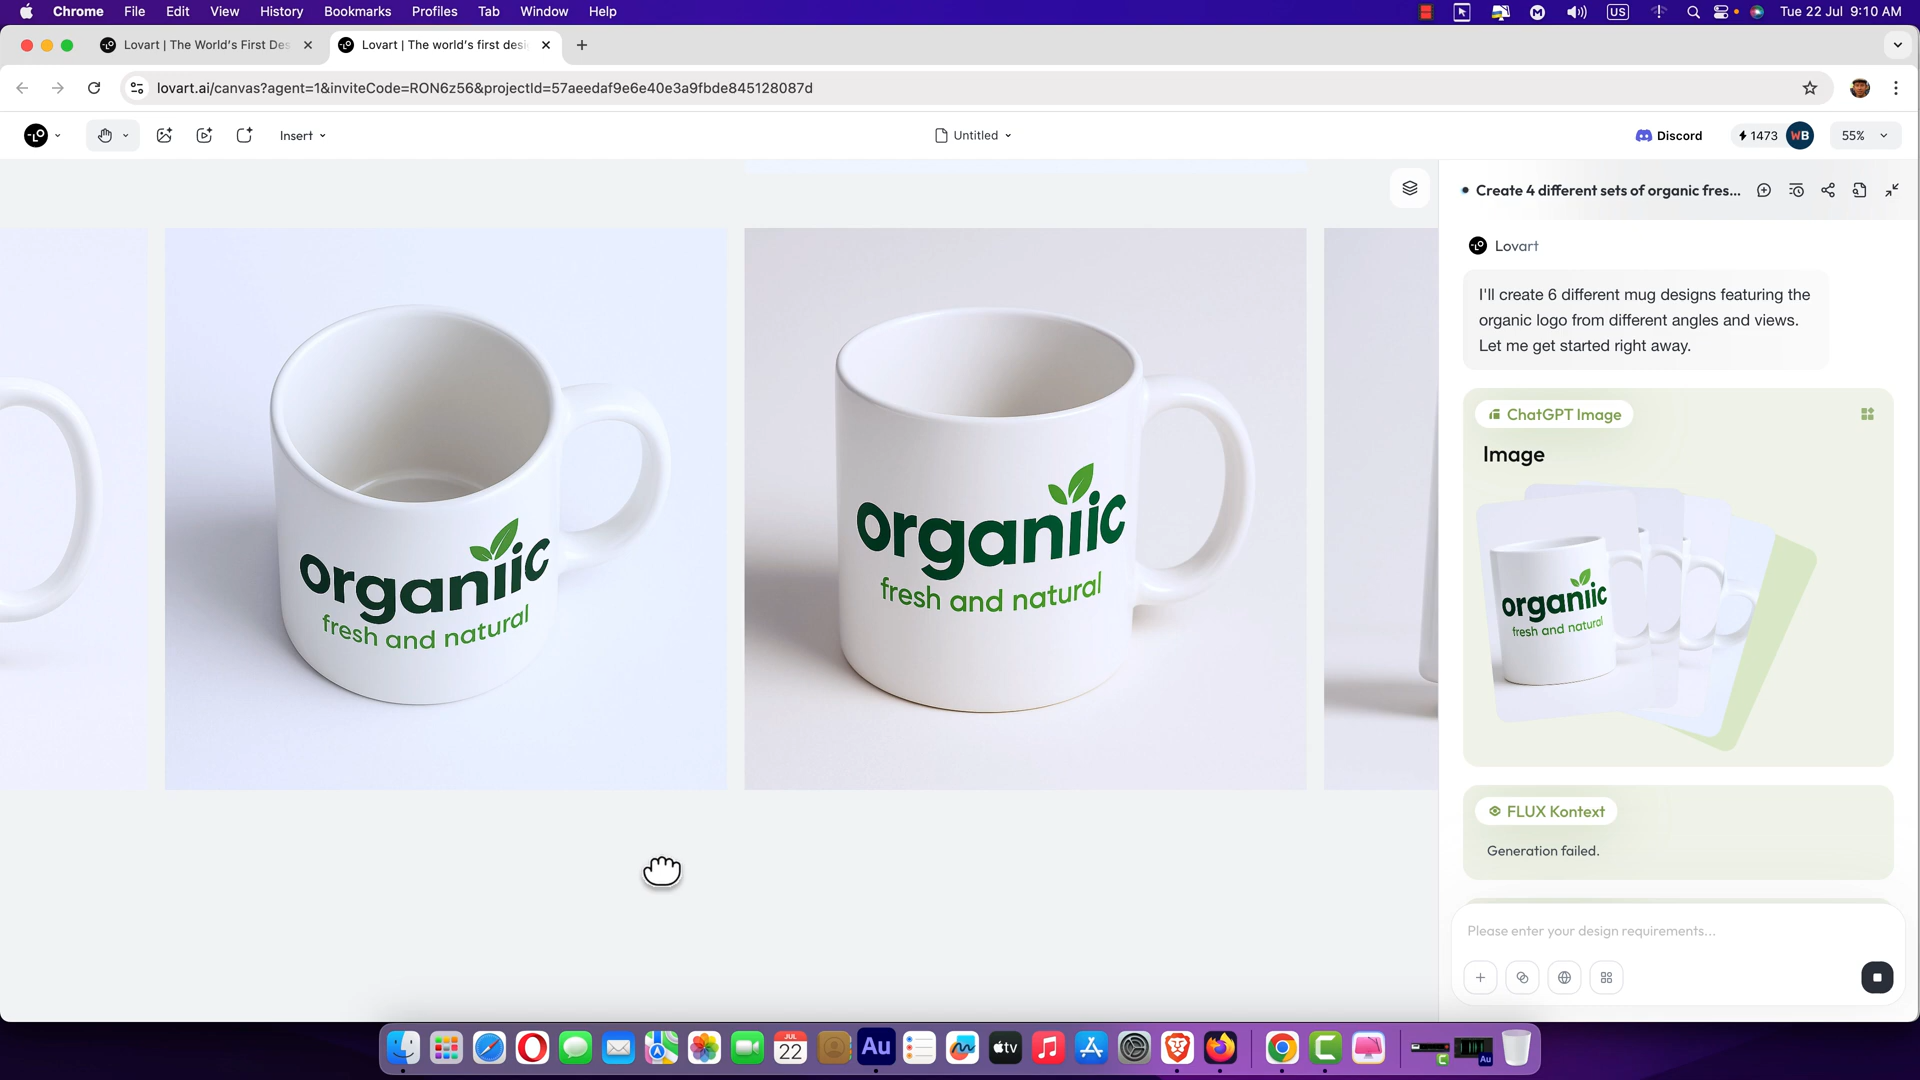 Chrome File Edit View History Bookmarks Profiles Tab Window Help
US
Tue 22 Jul 9:10 AM
Lovart | The World's First Des
Lovart | The world's first desi
lovart.ai/canvas?agent=1&inviteCode=RON6z56&projectId=57aeedaf9e6e40e3a9fbde845128087d
Insert
Untitled
Discord
1473
WB
55%
Create 4 different sets of organic fres...
Lovart
I'll create 6 different mug designs featuring the
organic logo from different angles and views.
Let me get started right away.
ChatGPT Image
Image
organiic
fresh and natural
organiic
fresh and natural
organiic
fresh and natural
FLUX Kontext
Generation failed.
Please enter your design requirements...
JUL
22
Au
tv
Au